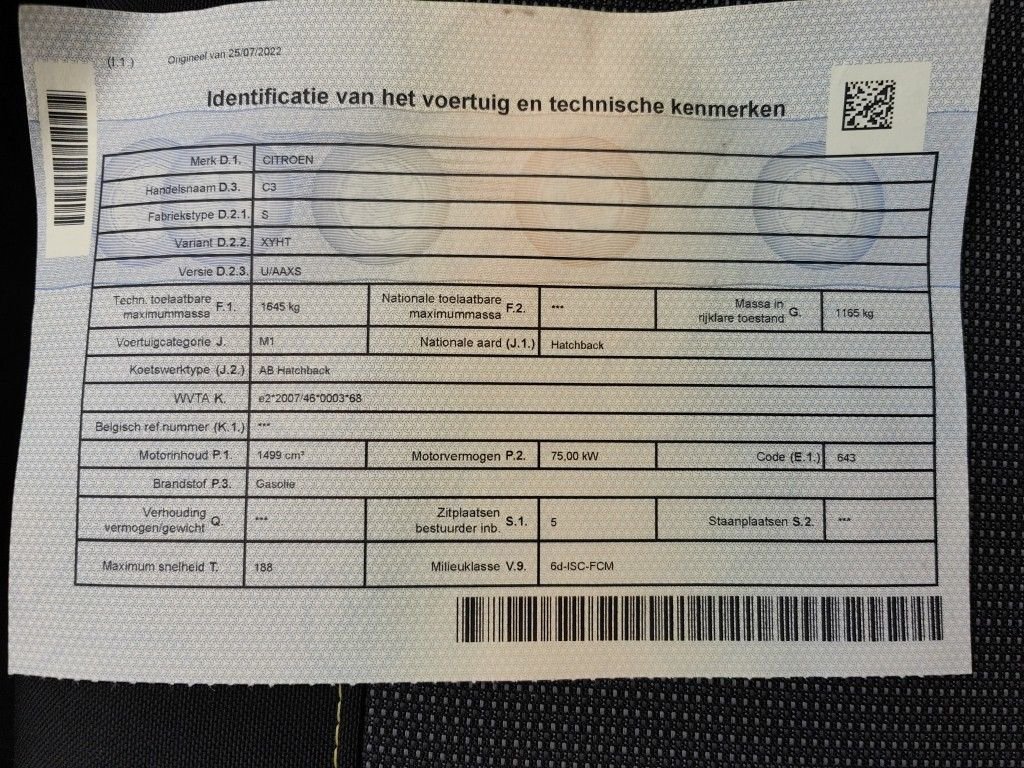 (I.1) Origineel van 25/07/2022
Identificatie van het voertuig en technische kenmerken
Merk D.1. CITROEN
Handelsnaam D.3. C3
Fabriekstype D.2.1. S
Variant D.2.2. XYHT
Versie D.2.3. U/AAXS
Techn. toelaatbare maximummassa F.1. 1645 kg Nationale toelaatbare maximummassa F.2. *** Massa in rijklare toestand G. 1165 kg
Voertuigcategorie J. M1 Nationale aard (J.1.) Hatchback
Koetswerktype (J.2.) AB Hatchback
WVTA K. e2*2007/46*0003*68
Belgisch ref.nummer (K.1.) ***
Motorinhoud P.1. 1499 cm³ Motorvermogen P.2. 75,00 kW Code (E.1.) 643
Brandstof P.3. Gasolie
Verhouding vermogen/gewicht Q. *** Zitplaatsen bestuurder inb. S.1. 5 Staanplaatsen S.2. ***
Maximum snelheid T. 188 Milieuklasse V.9. 6d-ISC-FCM